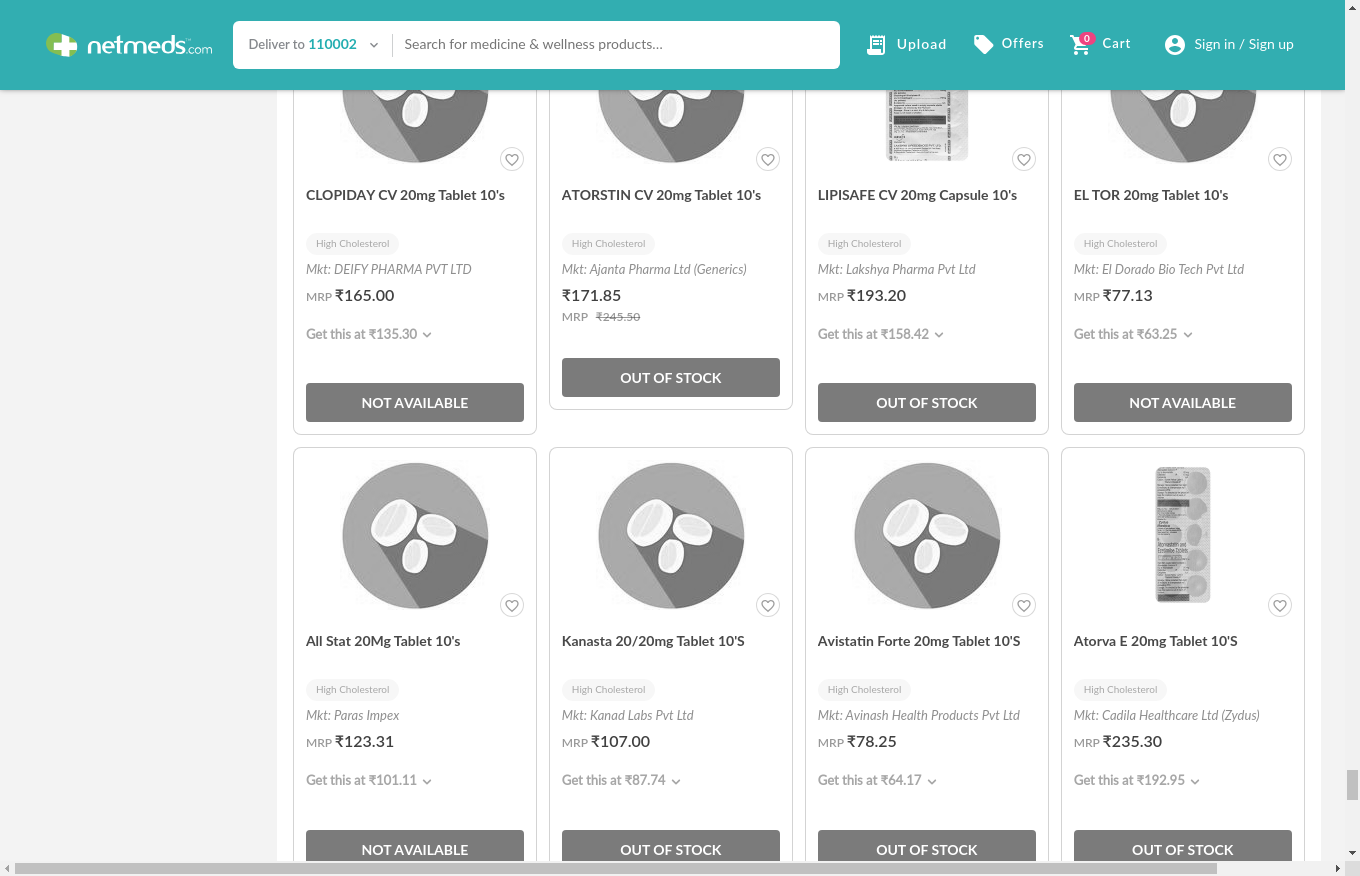 netmeds.com
Deliver to 110002
Search for medicine & wellness products...
Upload
Offers
0
Cart
Sign in / Sign up
CLOPIDAY CV 20mg Tablet 10's
High Cholesterol
Mkt: DEIFY PHARMA PVT LTD
MRP ₹165.00
Get this at ₹135.30
NOT AVAILABLE
ATORSTIN CV 20mg Tablet 10's
High Cholesterol
Mkt: Ajanta Pharma Ltd (Generics)
₹171.85
MRP ₹245.50
OUT OF STOCK
LIPISAFE CV 20mg Capsule 10's
High Cholesterol
Mkt: Lakshya Pharma Pvt Ltd
MRP ₹193.20
Get this at ₹158.42
OUT OF STOCK
EL TOR 20mg Tablet 10's
High Cholesterol
Mkt: El Dorado Bio Tech Pvt Ltd
MRP ₹77.13
Get this at ₹63.25
NOT AVAILABLE
All Stat 20Mg Tablet 10's
High Cholesterol
Mkt: Paras Impex
MRP ₹123.31
Get this at ₹101.11
NOT AVAILABLE
Kanasta 20/20mg Tablet 10'S
High Cholesterol
Mkt: Kanad Labs Pvt Ltd
MRP ₹107.00
Get this at ₹87.74
OUT OF STOCK
Avistatin Forte 20mg Tablet 10'S
High Cholesterol
Mkt: Avinash Health Products Pvt Ltd
MRP ₹78.25
Get this at ₹64.17
OUT OF STOCK
Atorva E 20mg Tablet 10'S
High Cholesterol
Mkt: Cadila Healthcare Ltd (Zydus)
MRP ₹235.30
Get this at ₹192.95
OUT OF STOCK